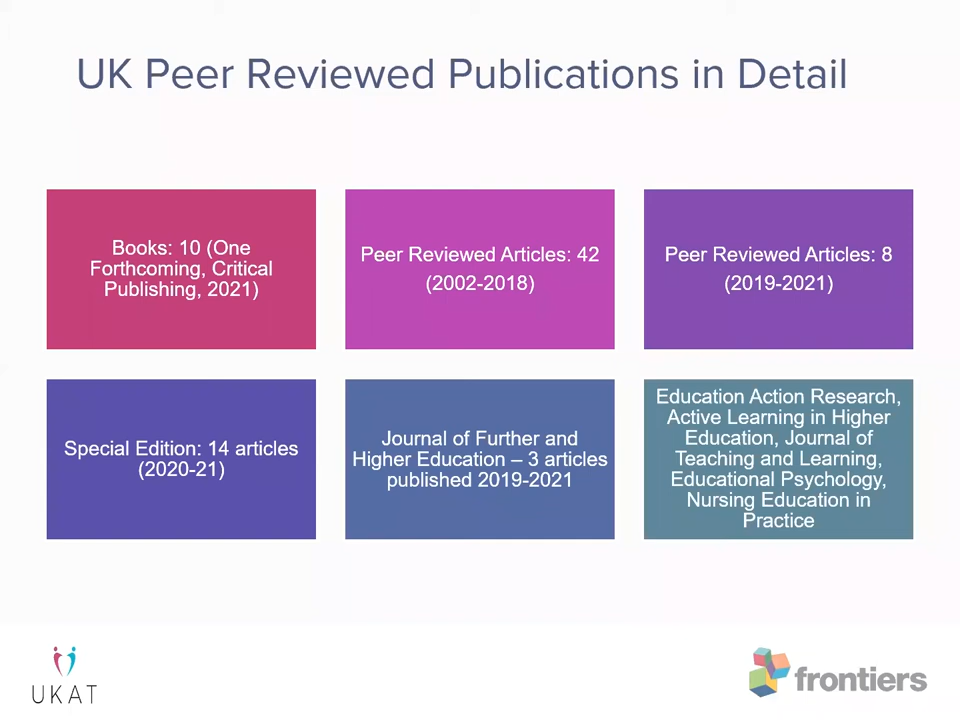 UK Peer Reviewed Publications in Detail
Books: 10 (One
Forthcoming, Critical
Publishing, 2021)
Peer Reviewed Articles: 42
(2002-2018)
Peer Reviewed Articles: 8
(2019-2021)
Special Edition: 14 articles
(2020-21)
Journal of Further and
Higher Education – 3 articles
published 2019-2021
Education Action Research,
Active Learning in Higher
Education, Journal of
Teaching and Learning,
Educational Psychology,
Nursing Education in
Practice
UKAT
frontiers